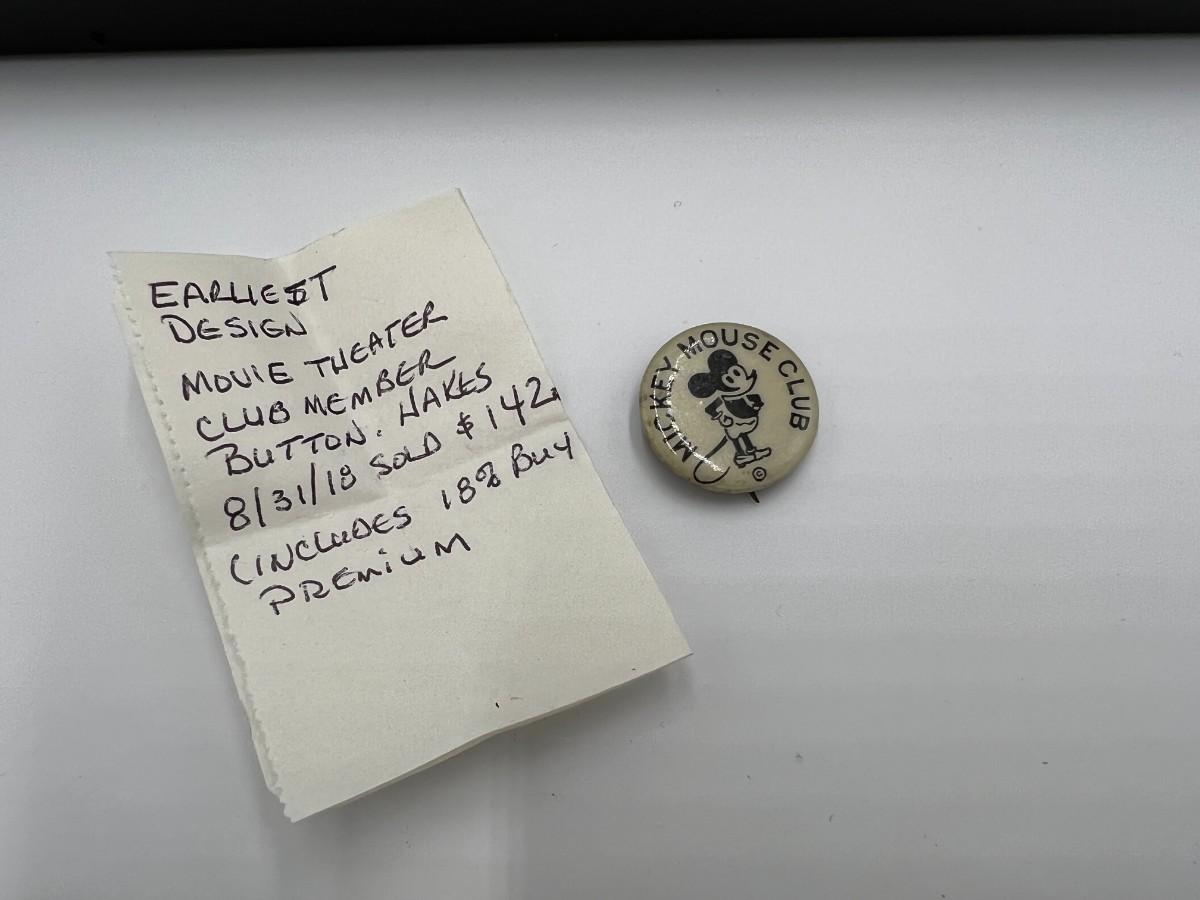 EARLIEST
DESIGN
MOVIE THEATER
CLUB MEMBER
BUTTON. HAKES
8/31/18 SOLD $142
(INCLUDES 18% BUY
PREMIUM
MICKEY MOUSE CLUB
©